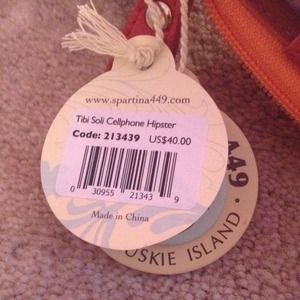 www.spartina449.com
Tibi Soli Cellphone Hipster
Code: 213439 US$40.00
0 30955 21343 9
Made in China
449 •
USKIE ISLAND •